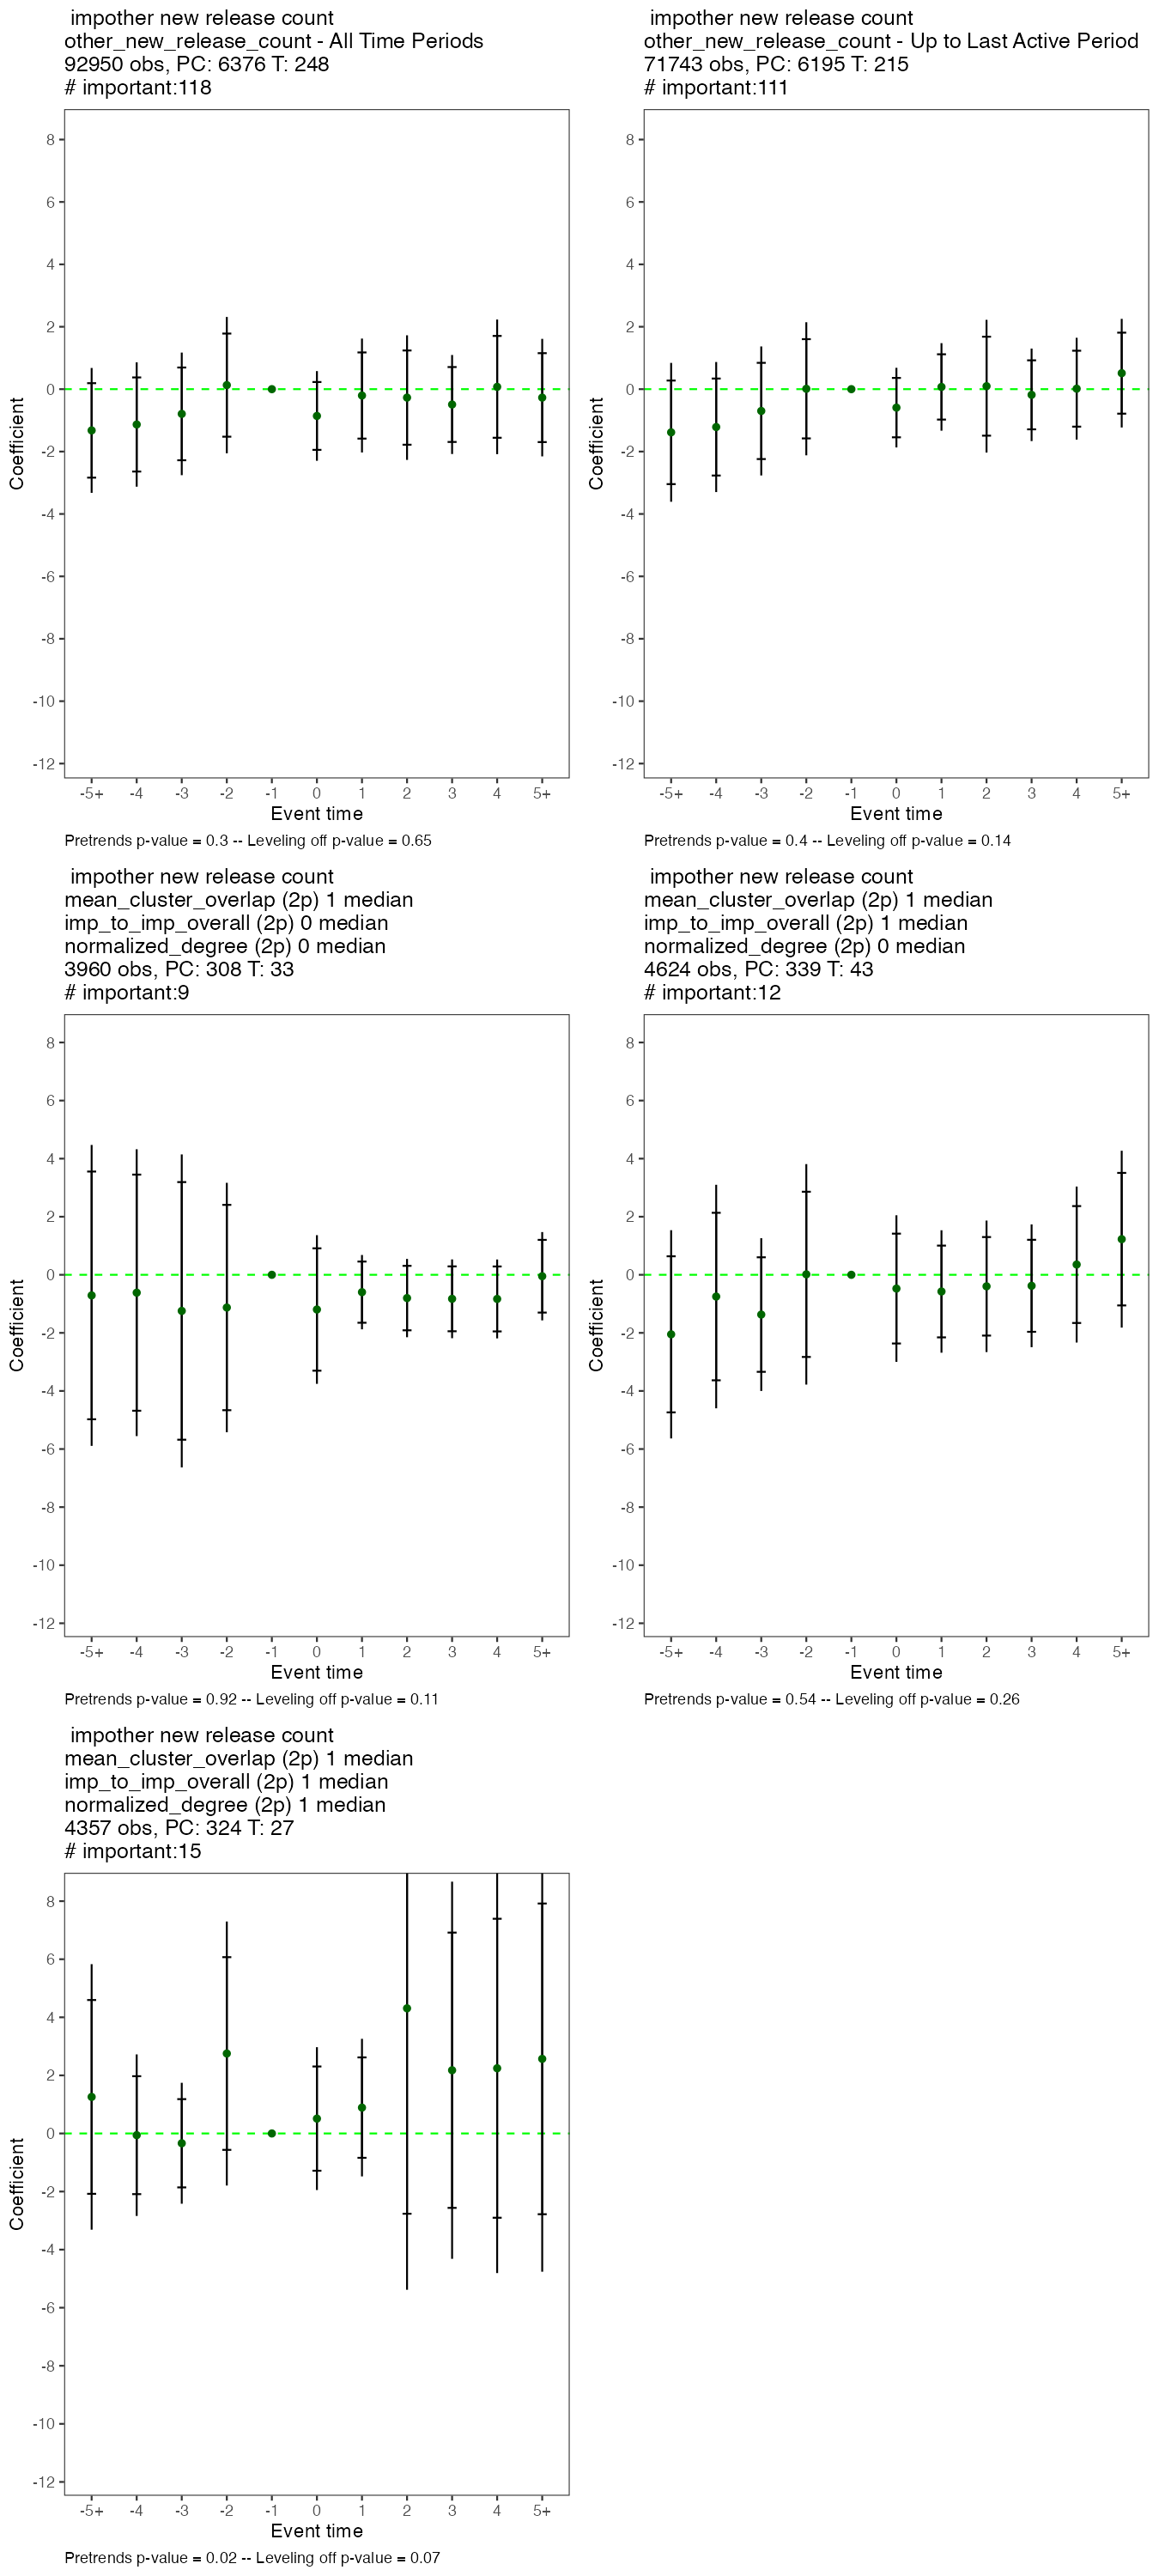 impother new release count
other_new_release_count - All Time Periods
92950 obs, PC: 6376 T: 248
# important:118
8
6
4
2
0
-2
-4
-6
-8
-10
-12
Coefficient
-5+ -4 -3 -2 -1 0 1 2 3 4 5+
Event time
Pretrends p-value = 0.3 -- Leveling off p-value = 0.65
impother new release count
other_new_release_count - Up to Last Active Period
71743 obs, PC: 6195 T: 215
# important:111
8
6
4
2
0
-2
-4
-6
-8
-10
-12
Coefficient
-5+ -4 -3 -2 -1 0 1 2 3 4 5+
Event time
Pretrends p-value = 0.4 -- Leveling off p-value = 0.14
impother new release count
mean_cluster_overlap (2p) 1 median
imp_to_imp_overall (2p) 0 median
normalized_degree (2p) 0 median
3960 obs, PC: 308 T: 33
# important:9
8
6
4
2
0
-2
-4
-6
-8
-10
-12
Coefficient
-5+ -4 -3 -2 -1 0 1 2 3 4 5+
Event time
Pretrends p-value = 0.92 -- Leveling off p-value = 0.11
impother new release count
mean_cluster_overlap (2p) 1 median
imp_to_imp_overall (2p) 1 median
normalized_degree (2p) 0 median
4624 obs, PC: 339 T: 43
# important:12
8
6
4
2
0
-2
-4
-6
-8
-10
-12
Coefficient
-5+ -4 -3 -2 -1 0 1 2 3 4 5+
Event time
Pretrends p-value = 0.54 -- Leveling off p-value = 0.26
impother new release count
mean_cluster_overlap (2p) 1 median
imp_to_imp_overall (2p) 1 median
normalized_degree (2p) 1 median
4357 obs, PC: 324 T: 27
# important:15
8
6
4
2
0
-2
-4
-6
-8
-10
-12
Coefficient
-5+ -4 -3 -2 -1 0 1 2 3 4 5+
Event time
Pretrends p-value = 0.02 -- Leveling off p-value = 0.07